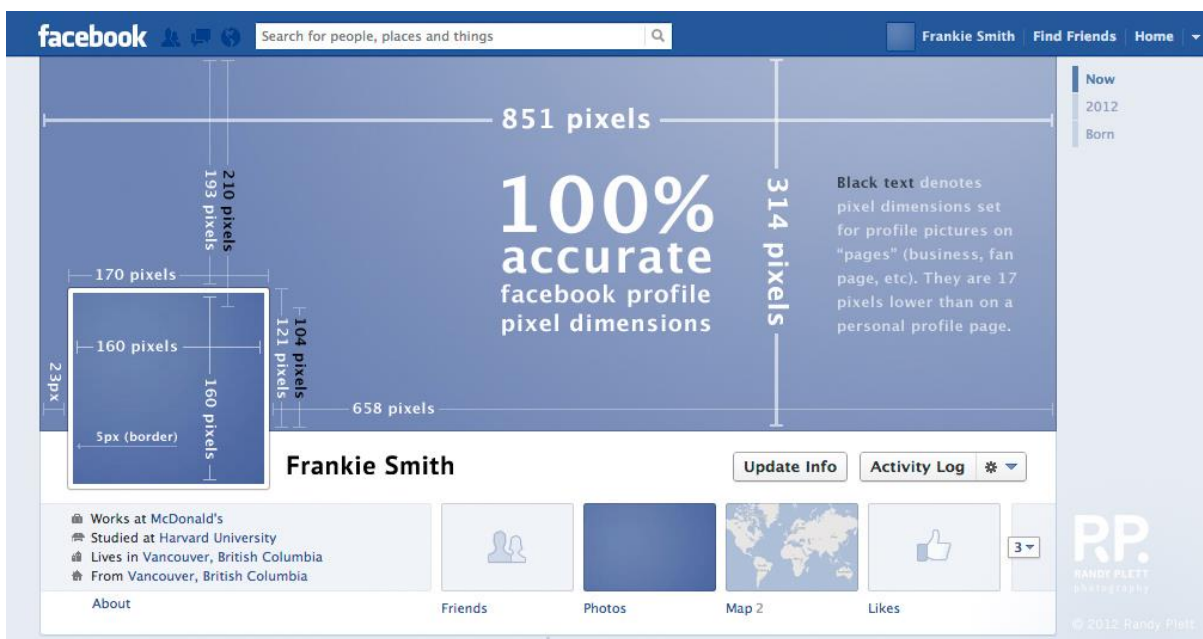 facebook
Search for people, places and things
Frankie Smith
Find Friends
Home
Now
2012
Born
851 pixels
193 pixels
210 pixels
100%
accurate
facebook profile
pixel dimensions
314 pixels
Black text denotes
pixel dimensions set
for profile pictures on
"pages" (business, fan
page, etc). They are 17
pixels lower than on a
personal profile page.
170 pixels
160 pixels
160 pixels
5px (border)
23px
121 pixels
104 pixels
658 pixels
Frankie Smith
Update Info
Activity Log
Works at McDonald's
Studied at Harvard University
Lives in Vancouver, British Columbia
From Vancouver, British Columbia
About
Friends
Photos
Map 2
Likes
3
R.P.
RANDY PLETT
photography
© 2012 Randy Plett